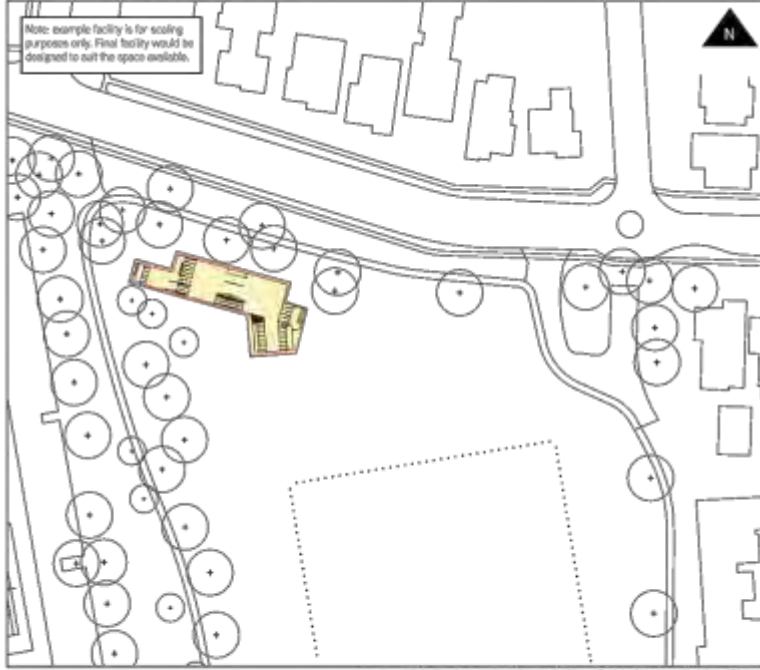 Note: example facility is for scaling
purposes only. Final facility would be
designed to suit the space available.
N